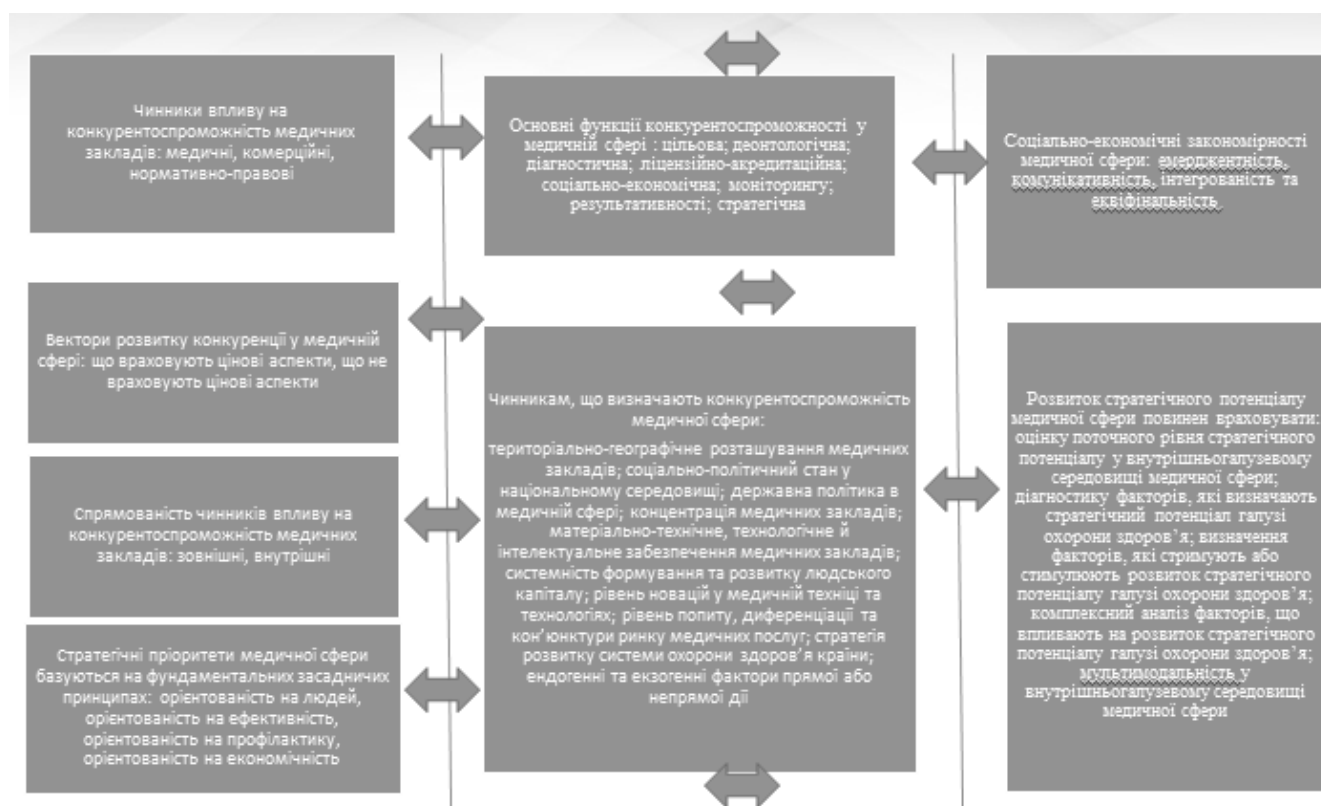 Чинники впливу на
конкурентоспроможність медичних
закладів: медичні, комерційні,
нормативно-правові
Вектори розвитку конкуренції у медичній
сфері: що враховують цінові аспекти, що не
враховують цінові аспекти
Спрямованість чинників впливу на
конкурентоспроможність медичних
закладів: зовнішні, внутрішні
Стратегічні пріоритети медичної сфери
базуються на фундаментальних засадничих
принципах: орієнтованість на людей,
орієнтованість на ефективність,
орієнтованість на профілактику,
орієнтованість на економічність
Основні функції конкурентоспроможності у
медичній сфері : цільова; деонтологічна;
діагностична; ліцензійно-акредитаційна;
соціально-економічна; моніторингу;
результативності; стратегічна
Чинникам, що визначають конкурентоспроможність
медичної сфери:
територіально-географічне розташування медичних
закладів; соціально-політичний стан у
національному середовищі; державна політика в
медичній сфері; концентрація медичних закладів;
матеріально-технічне, технологічне й
інтелектуальне забезпечення медичних закладів;
системність формування та розвитку людського
капіталу; рівень новацій у медичній техніці та
технологіях; рівень попиту, диференціації та
кон’юнктури ринку медичних послуг; стратегія
розвитку системи охорони здоров’я країни;
ендогенні та екзогенні фактори прямої або
непрямої дії
Соціально-економічні закономірності
медичної сфери: емерджентність,
комунікативність, інтегрованість та
еквіфінальність
Розвиток стратегічного потенціалу
медичної сфери повинен враховувати:
оцінку поточного рівня стратегічного
потенціалу у внутрішньогалузевому
середовищі медичної сфери;
діагностику факторів, які визначають
стратегічний потенціал галузі
охорони здоров’я; визначення
факторів, які стримують або
стимулюють розвиток стратегічного
потенціалу галузі охорони здоров’я;
комплексний аналіз факторів, що
впливають на розвиток стратегічного
потенціалу галузі охорони здоров’я;
мультимодальність у
внутрішньогалузевому середовищі
медичної сфери